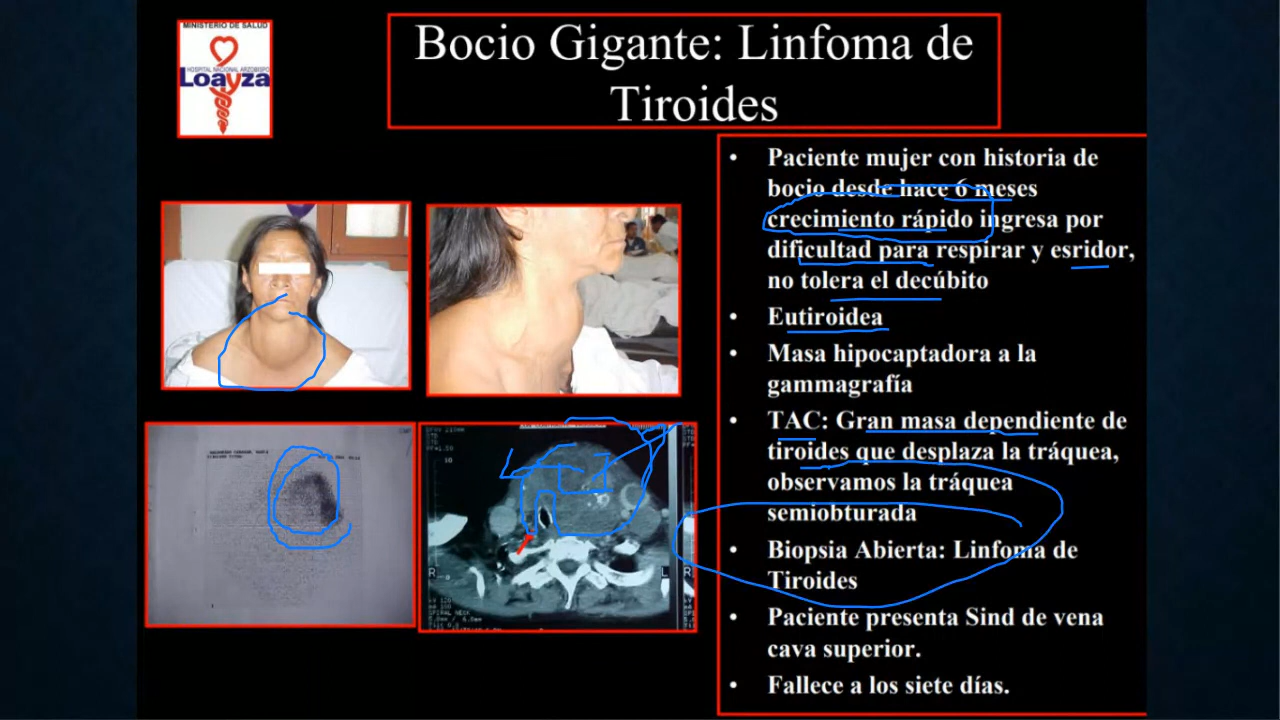 MINISTERIO DE SALUD
HOSPITAL NACIONAL ARZOBISPO
Loayza
Bocio Gigante: Linfoma de
Tiroides
• Paciente mujer con historia de
bocio desde hace 6 meses
crecimiento rápido ingresa por
dificultad para respirar y esridor,
no tolera el decúbito
• Eutiroidea
• Masa hipocaptadora a la
gammagrafía
• TAC: Gran masa dependiente de
tiroides que desplaza la tráquea,
observamos la tráquea
semiobturada
• Biopsia Abierta: Linfoma de
Tiroides
• Paciente presenta Sind de vena
cava superior.
• Fallece a los siete días.
10
R
L
SPIRAL NECK